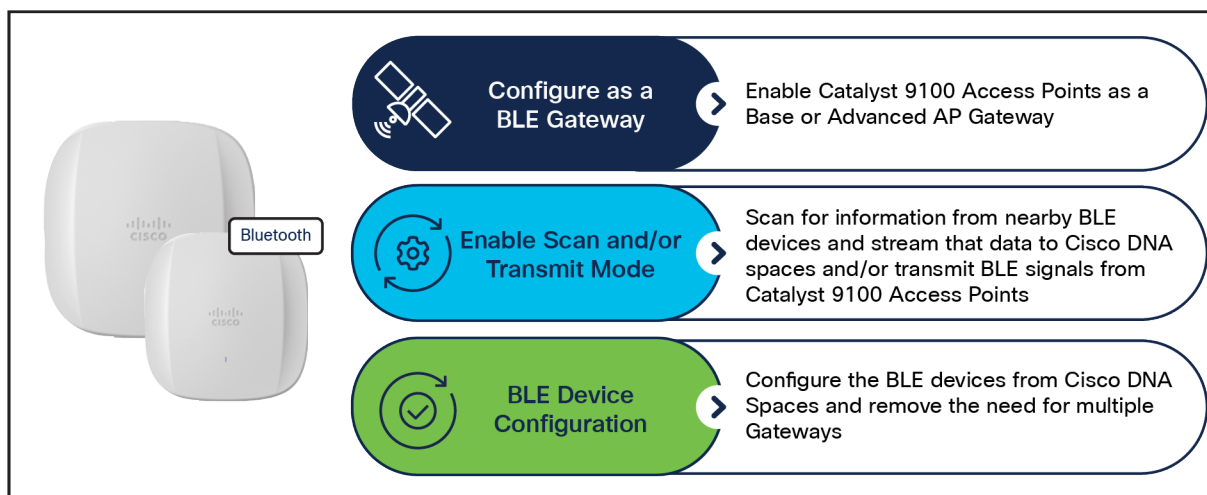 CISCO
Bluetooth
CISCO
Configure as a
BLE Gateway
Enable Catalyst 9100 Access Points as a
Base or Advanced AP Gateway
Enable Scan and/or
Transmit Mode
Scan for information from nearby BLE
devices and stream that data to Cisco DNA
spaces and/or transmit BLE signals from
Catalyst 9100 Access Points
BLE Device
Configuration
Configure the BLE devices from Cisco DNA
Spaces and remove the need for multiple
Gateways